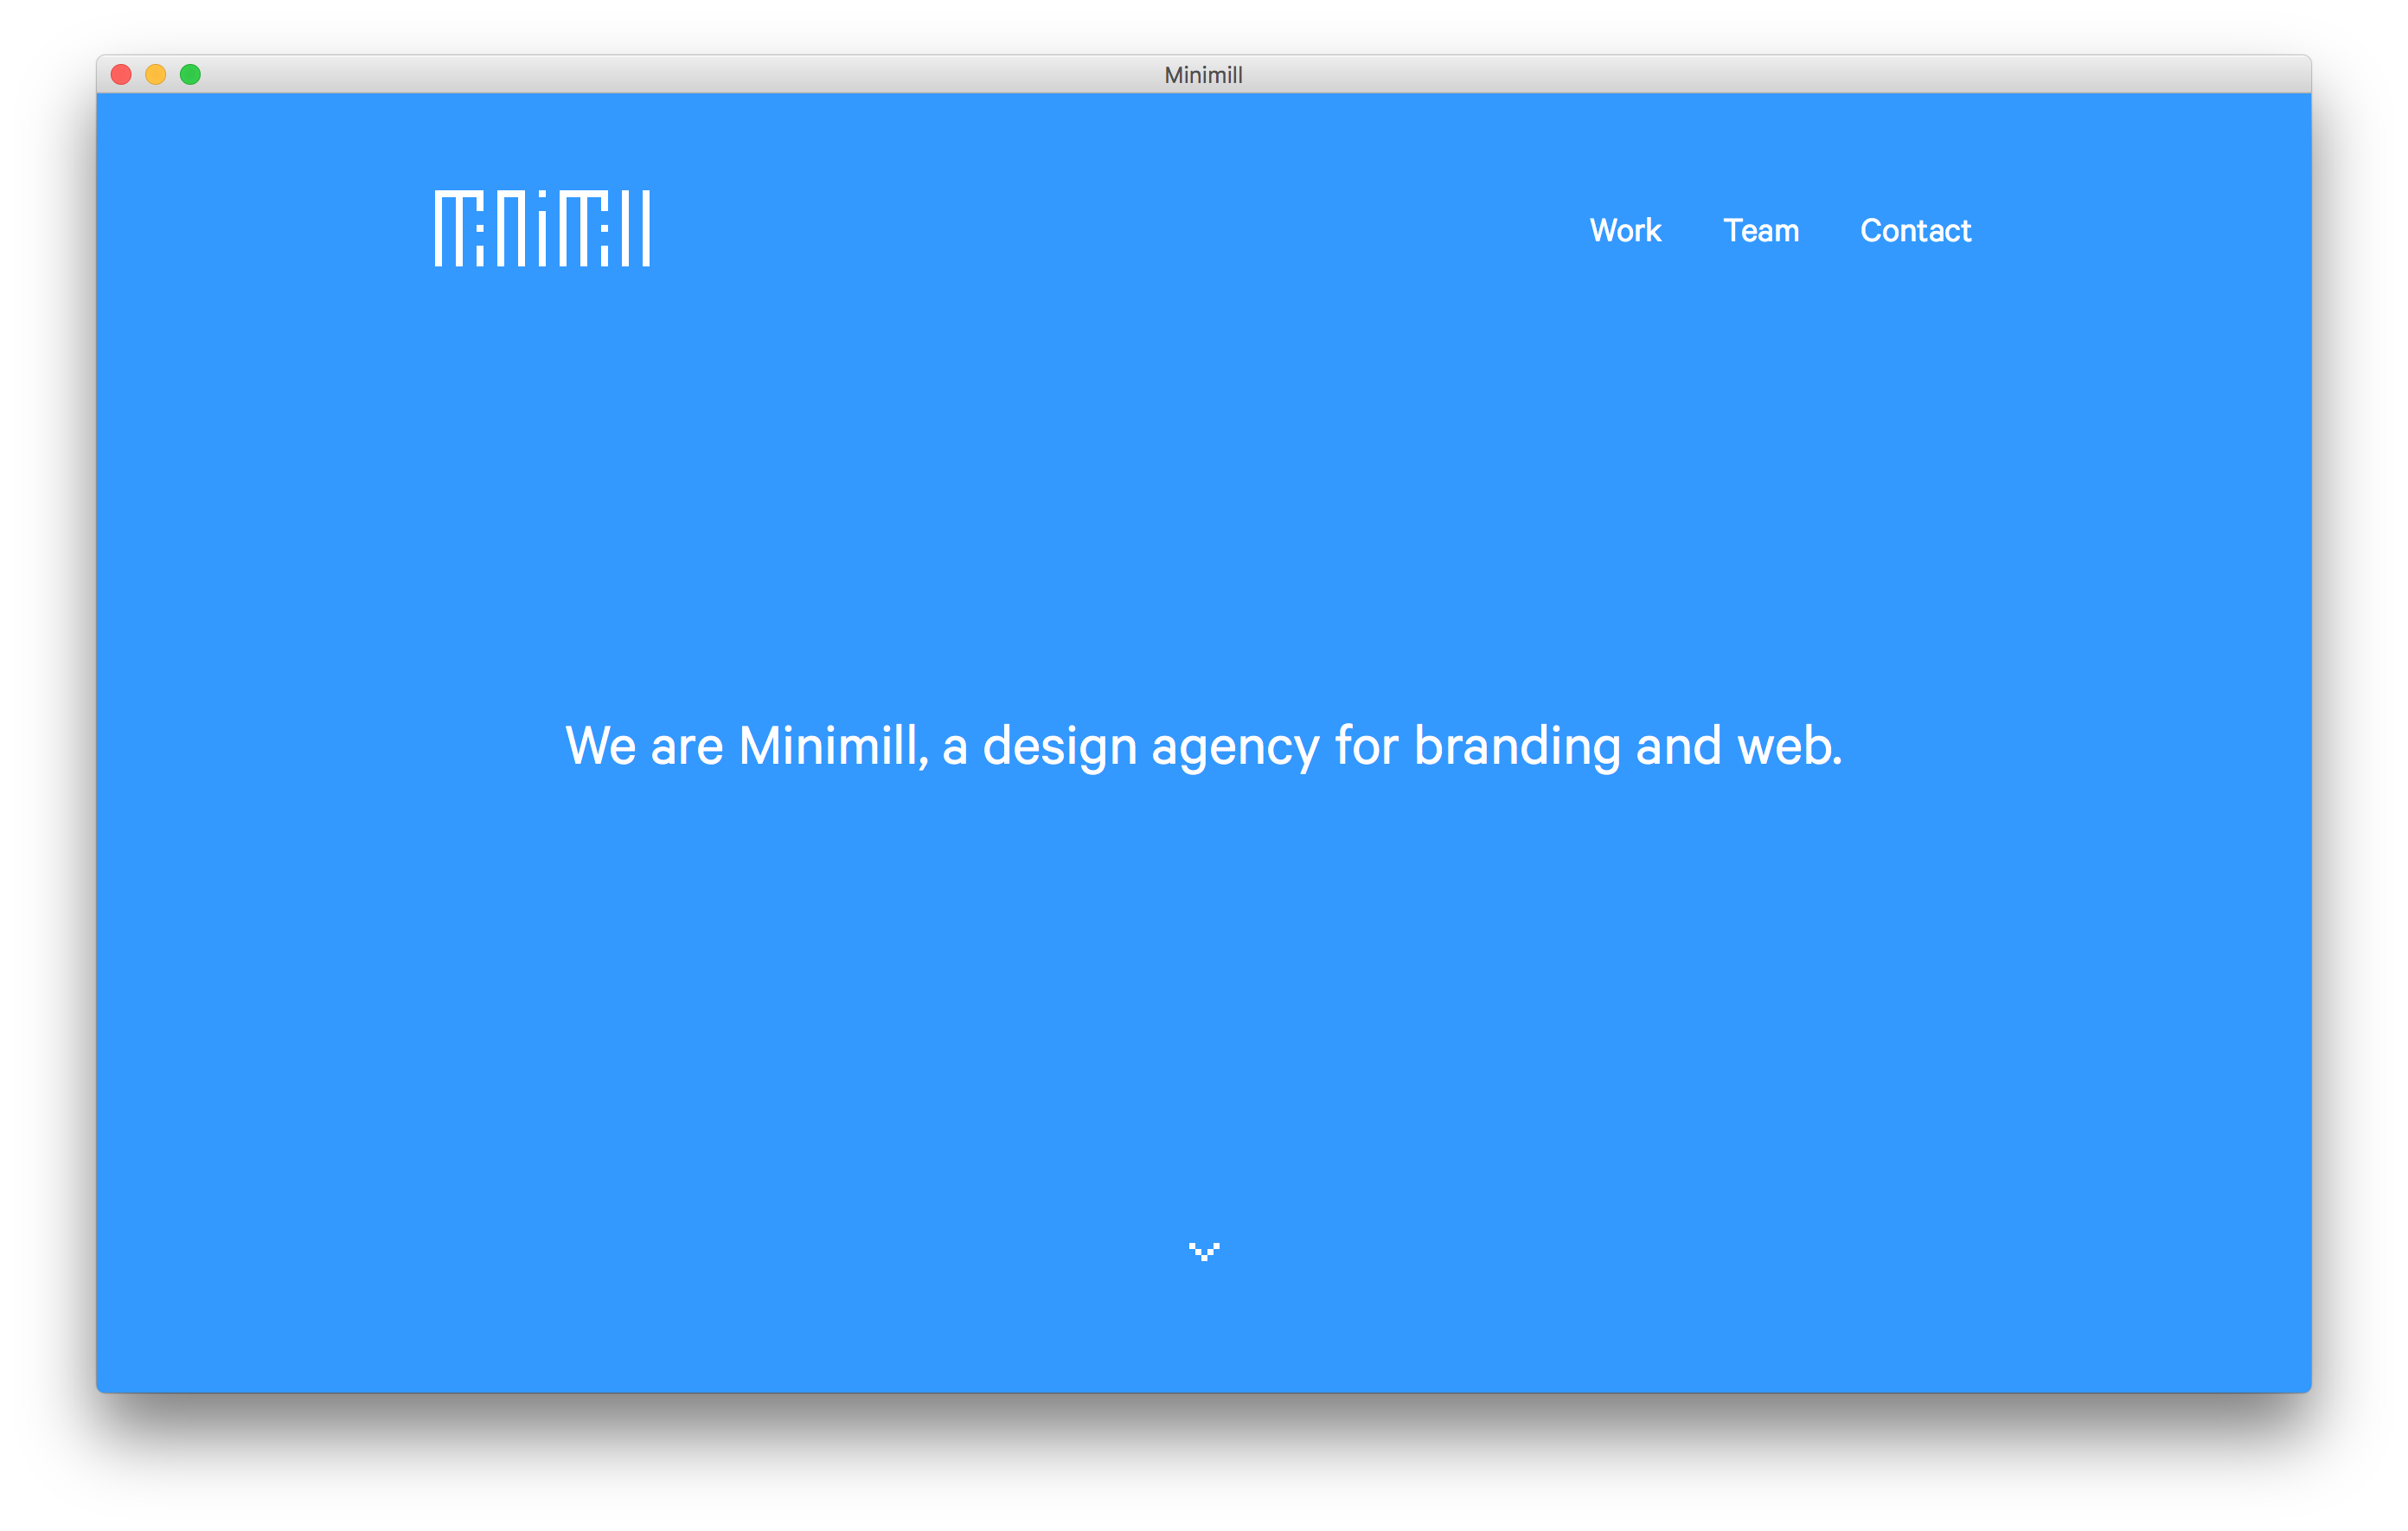 Minimill
minimill
Work Team Contact
We are Minimill, a design agency for branding and web.